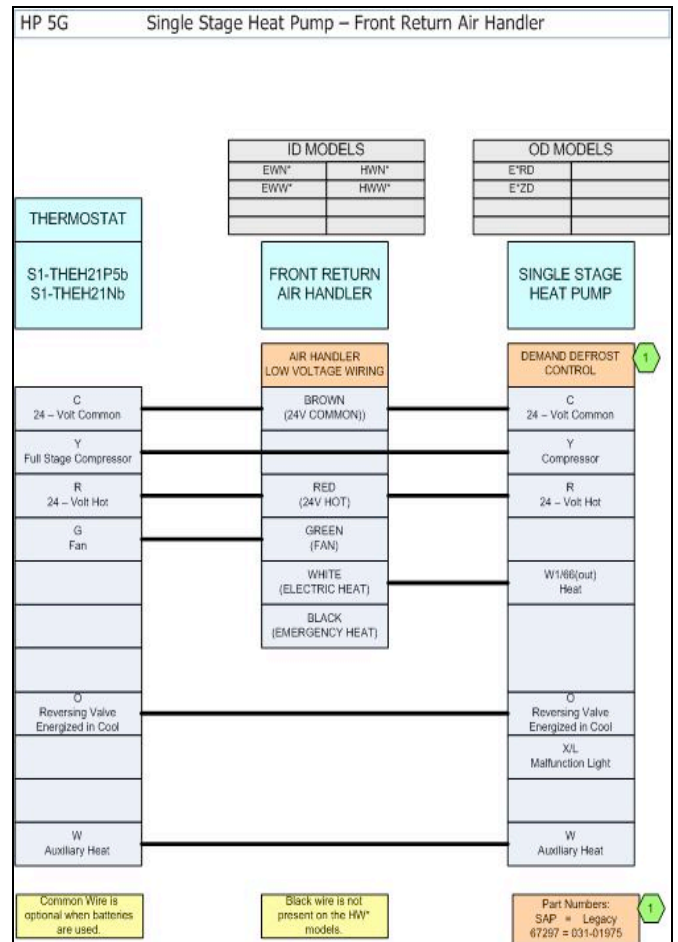 HP 5G Single Stage Heat Pump – Front Return Air Handler
ID MODELS
EWN* HWN*
EWW* HWW*
OD MODELS
E*RD
E*ZD
THERMOSTAT
S1-THEH21P5b
S1-THEH21Nb
FRONT RETURN
AIR HANDLER
SINGLE STAGE
HEAT PUMP
AIR HANDLER
LOW VOLTAGE WIRING
DEMAND DEFROST
CONTROL
1
C
24 – Volt Common
BROWN
(24V COMMON))
C
24 – Volt Common
Y
Full Stage Compressor
Y
Compressor
R
24 – Volt Hot
RED
(24V HOT)
R
24 – Volt Hot
G
Fan
GREEN
(FAN)
WHITE
(ELECTRIC HEAT)
W1/66(out)
Heat
BLACK
(EMERGENCY HEAT)
O
Reversing Valve
Energized in Cool
O
Reversing Valve
Energized in Cool
X/L
Malfunction Light
W
Auxiliary Heat
W
Auxiliary Heat
Common Wire is
optional when batteries
are used.
Black wire is not
present on the HW*
models.
Part Numbers:
SAP = Legacy
67297 = 031-01975
1